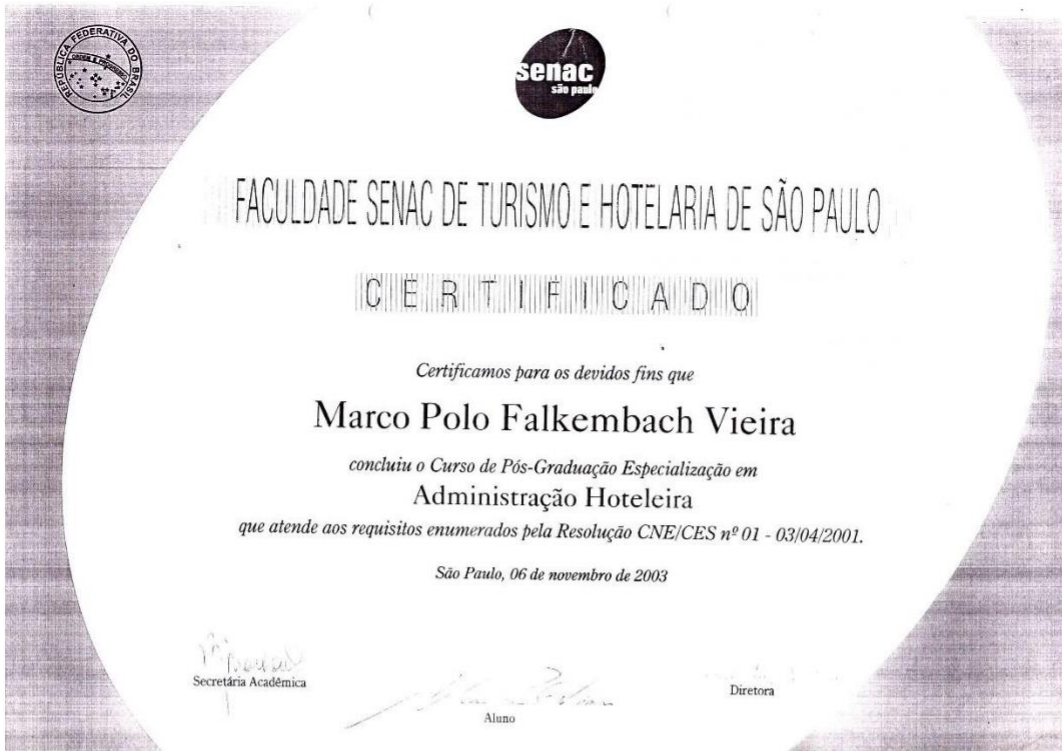 REPÚBLICA FEDERATIVA DO BRASIL
ORDEM E PROGRESSO
senac
são paulo
FACULDADE SENAC DE TURISMO E HOTELARIA DE SÃO PAULO
CERTIFICADO
Certificamos para os devidos fins que
Marco Polo Falkembach Vieira
concluiu o Curso de Pós-Graduação Especialização em
Administração Hoteleira
que atende aos requisitos enumerados pela Resolução CNE/CES nº 01 - 03/04/2001.
São Paulo, 06 de novembro de 2003
Secretária Acadêmica
Aluno
Diretora